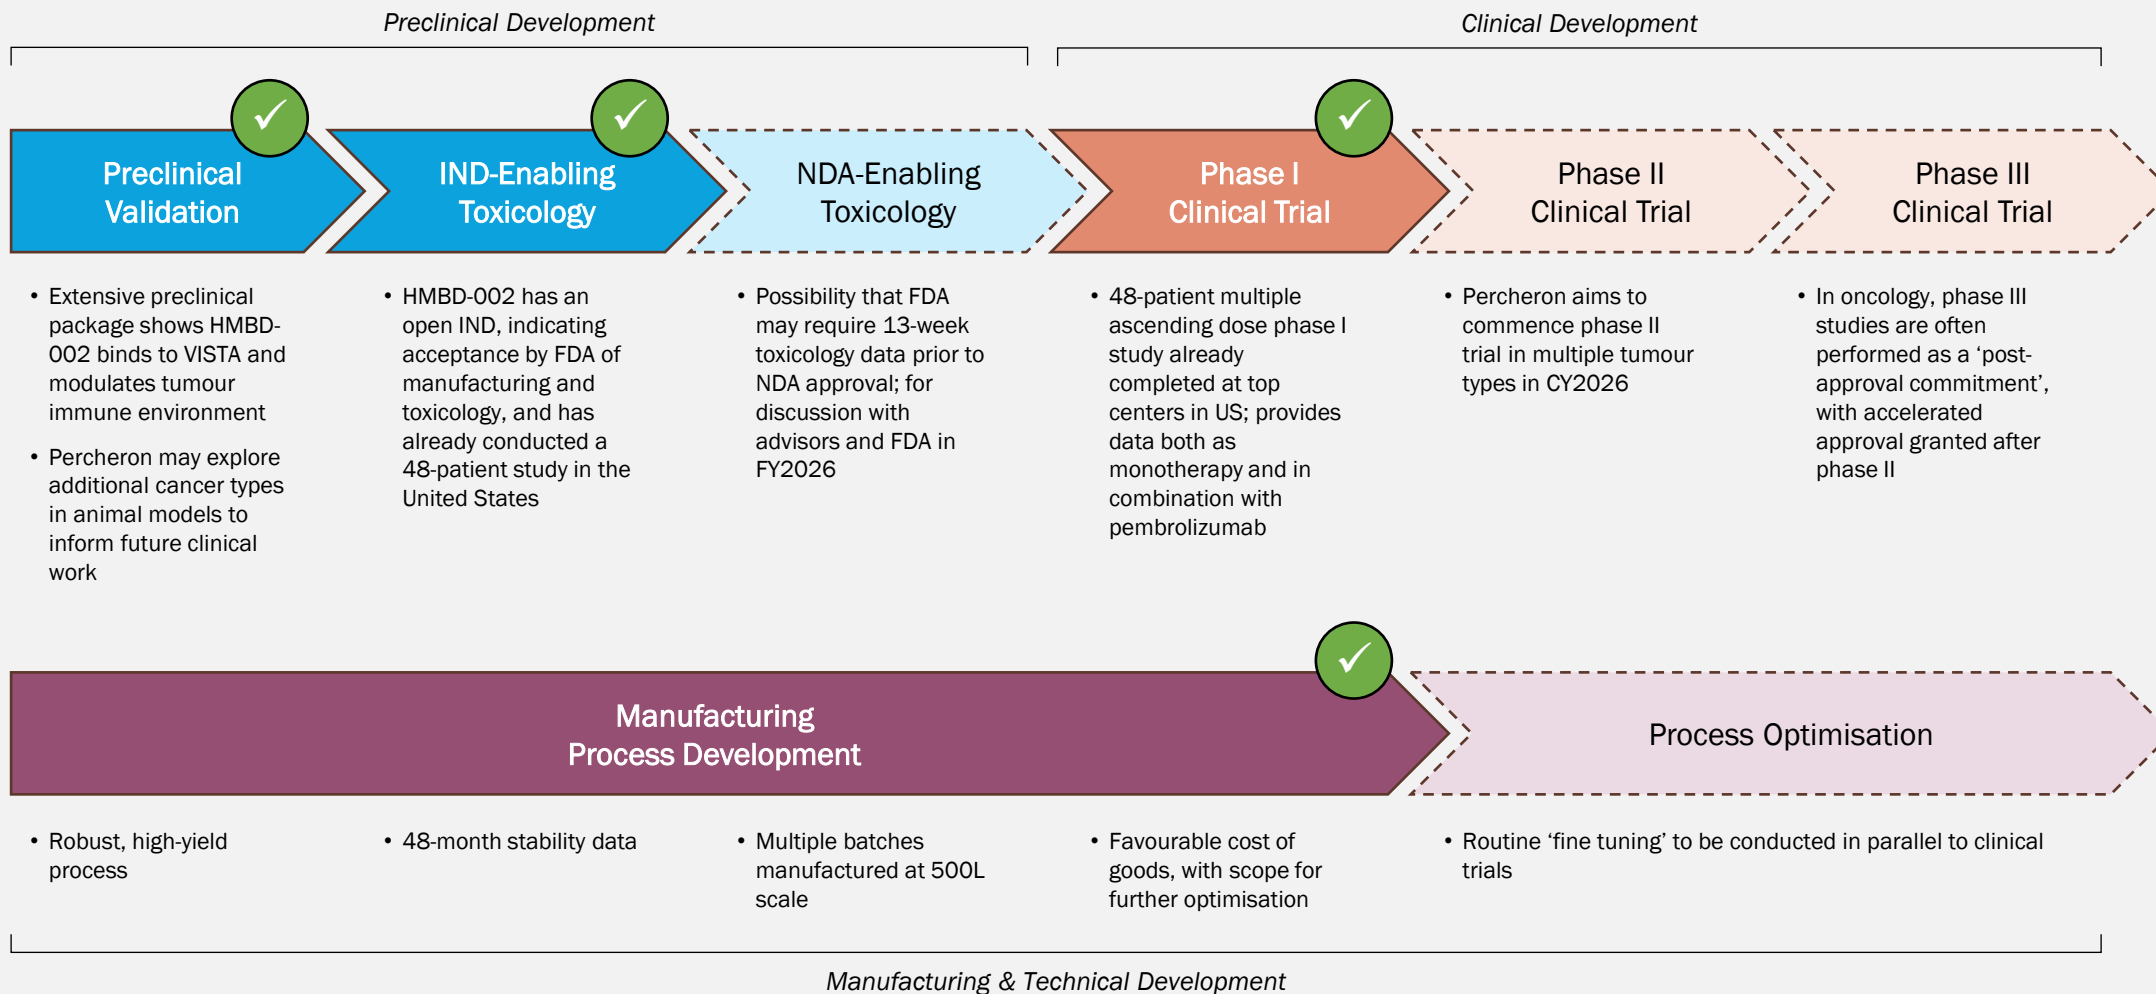 Preclinical Development
Clinical Development
Preclinical
Validation
IND-Enabling
Toxicology
NDA-Enabling
Toxicology
Phase I
Clinical Trial
Phase II
Clinical Trial
Phase III
Clinical Trial
• Extensive preclinical
package shows HMBD-
002 binds to VISTA and
modulates tumour
immune environment
• Percheron may explore
additional cancer types
in animal models to
inform future clinical
work
• HMBD-002 has an
open IND, indicating
acceptance by FDA of
manufacturing and
toxicology, and has
already conducted a
48-patient study in the
United States
• Possibility that FDA
may require 13-week
toxicology data prior to
NDA approval; for
discussion with
advisors and FDA in
FY2026
• 48-patient multiple
ascending dose phase I
study already
completed at top
centers in US; provides
data both as
monotherapy and in
combination with
pembrolizumab
• Percheron aims to
commence phase II
trial in multiple tumour
types in CY2026
• In oncology, phase III
studies are often
performed as a ‘post-
approval commitment’,
with accelerated
approval granted after
phase II
Manufacturing
Process Development
Process Optimisation
• Robust, high-yield
process
• 48-month stability data
• Multiple batches
manufactured at 500L
scale
• Favourable cost of
goods, with scope for
further optimisation
• Routine ‘fine tuning’ to be conducted in parallel to clinical
trials
Manufacturing & Technical Development